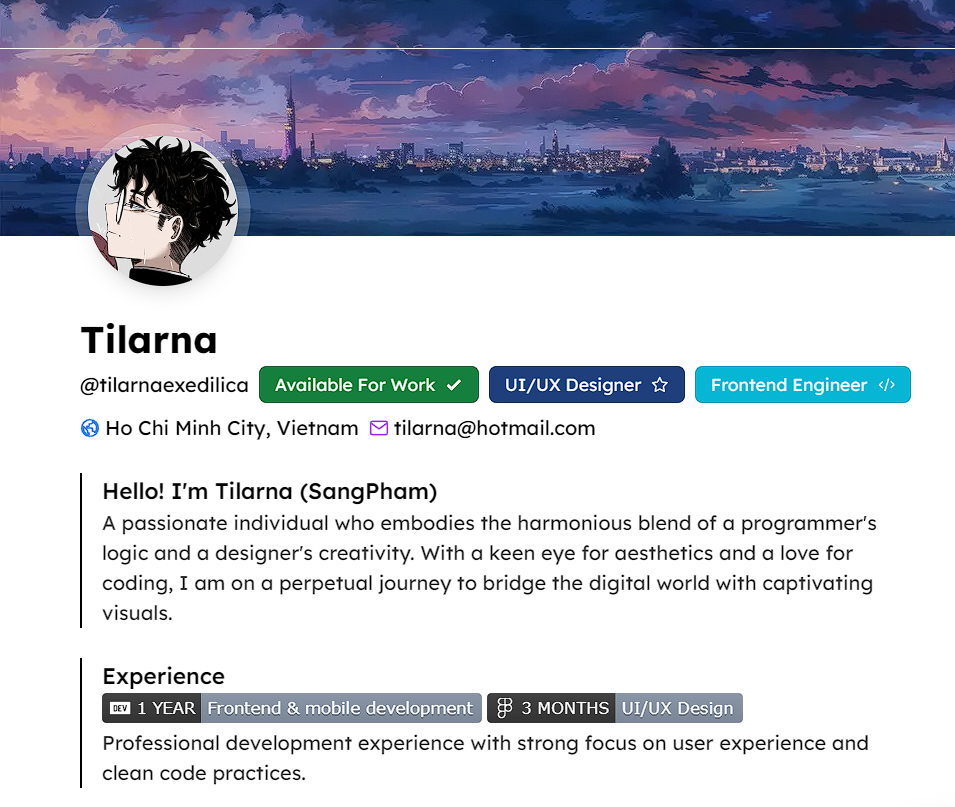 Tilarna
@tilarnaexedilica Available For Work UI/UX Designer Frontend Engineer </>
Ho Chi Minh City, Vietnam tilarna@hotmail.com
Hello! I'm Tilarna (SangPham)
A passionate individual who embodies the harmonious blend of a programmer's
logic and a designer's creativity. With a keen eye for aesthetics and a love for
coding, I am on a perpetual journey to bridge the digital world with captivating
visuals.
Experience
DEV 1 YEAR Frontend & mobile development 3 MONTHS UI/UX Design
Professional development experience with strong focus on user experience and
clean code practices.